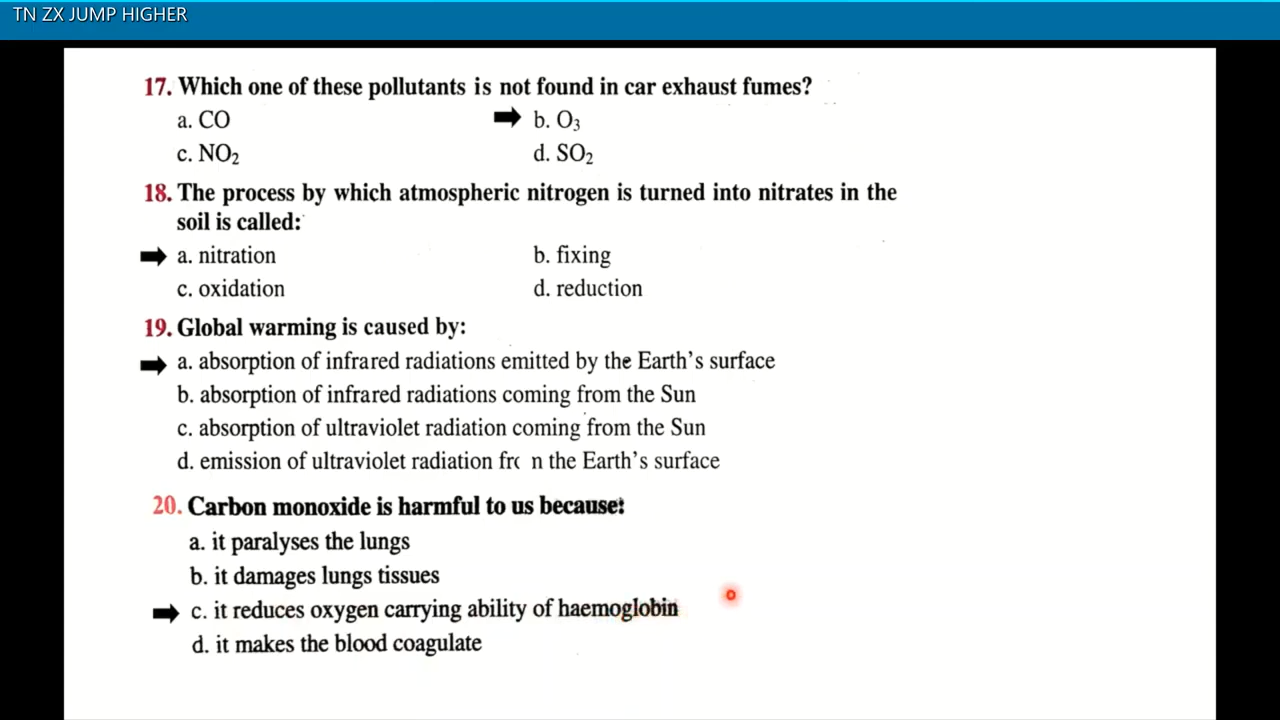 TN ZX JUMP HIGHER
17. Which one of these pollutants is not found in car exhaust fumes?
a. CO
b. O₃
c. NO₂
d. SO₂
18. The process by which atmospheric nitrogen is turned into nitrates in the
soil is called:
a. nitration
b. fixing
c. oxidation
d. reduction
19. Global warming is caused by:
a. absorption of infrared radiations emitted by the Earth's surface
b. absorption of infrared radiations coming from the Sun
c. absorption of ultraviolet radiation coming from the Sun
d. emission of ultraviolet radiation fr n the Earth's surface
20. Carbon monoxide is harmful to us because:
a. it paralyses the lungs
b. it damages lungs tissues
c. it reduces oxygen carrying ability of haemoglobin
d. it makes the blood coagulate